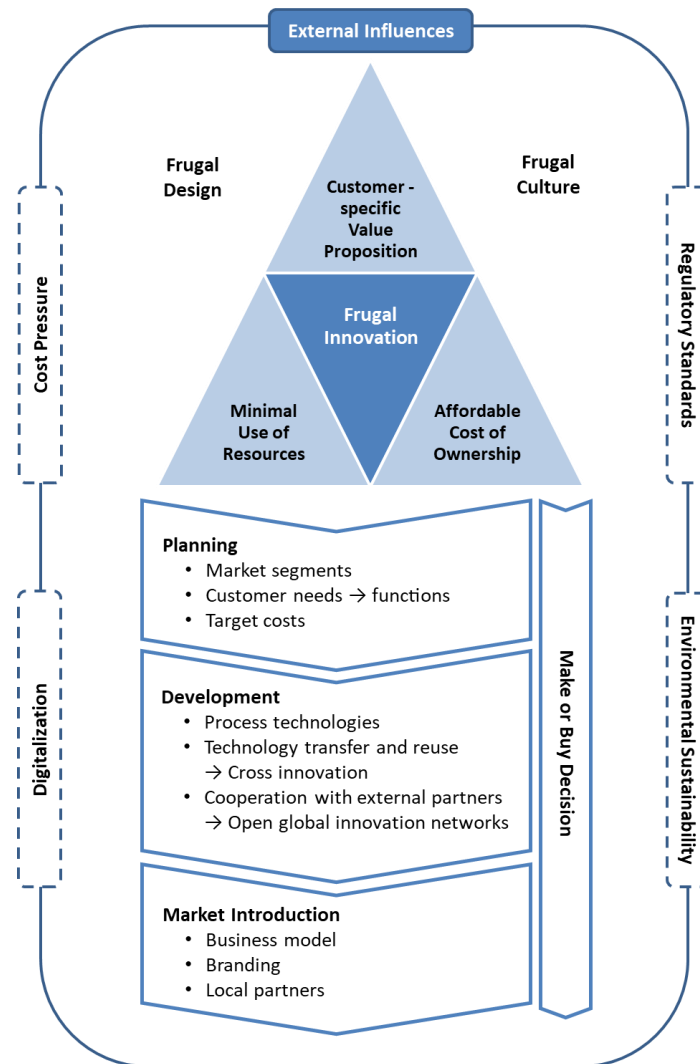 External Influences
Frugal
Design
Frugal
Culture
Customer -
specific
Value
Proposition
Frugal
Innovation
Minimal
Use of
Resources
Affordable
Cost of
Ownership
Cost Pressure
Regulatory Standards
Digitalization
Environmental Sustainability
Planning
• Market segments
• Customer needs → functions
• Target costs
Development
• Process technologies
• Technology transfer and reuse
→ Cross innovation
• Cooperation with external partners
→ Open global innovation networks
Market Introduction
• Business model
• Branding
• Local partners
Make or Buy Decision